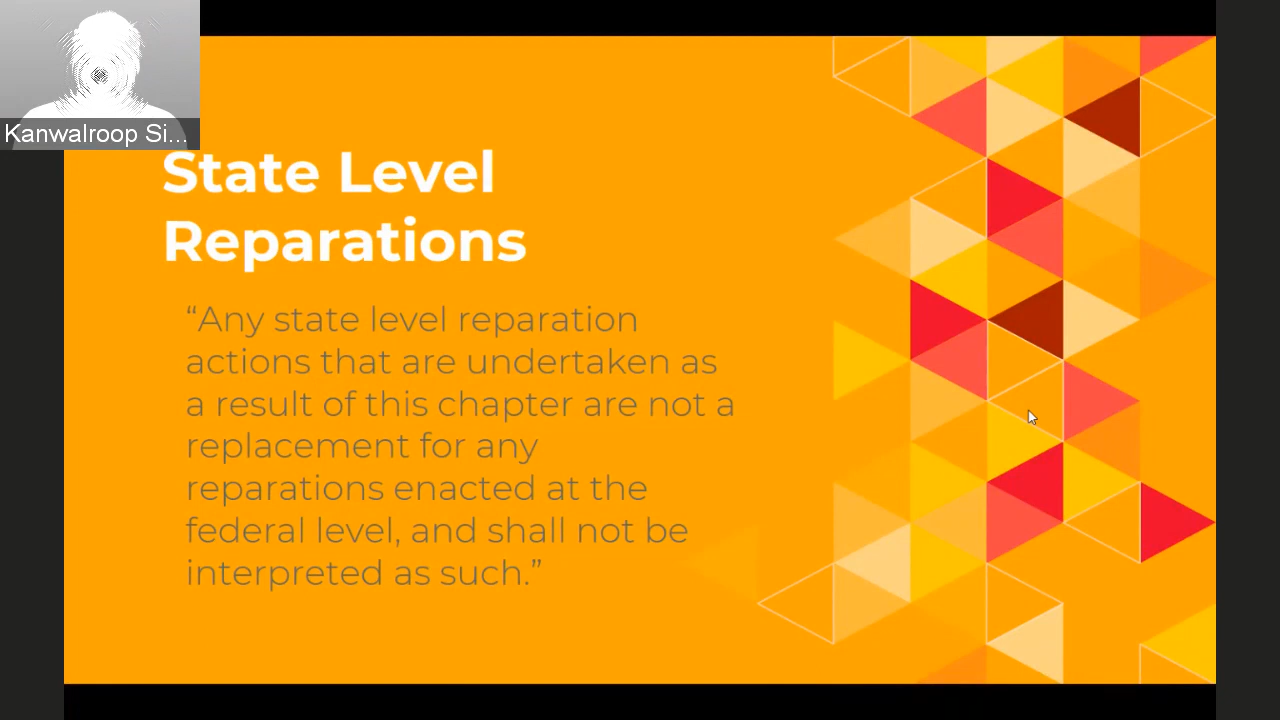 Kanwalroop Si...
State Level
Reparations
“Any state level reparation
actions that are undertaken as
a result of this chapter are not a
replacement for any
reparations enacted at the
federal level, and shall not be
interpreted as such.”